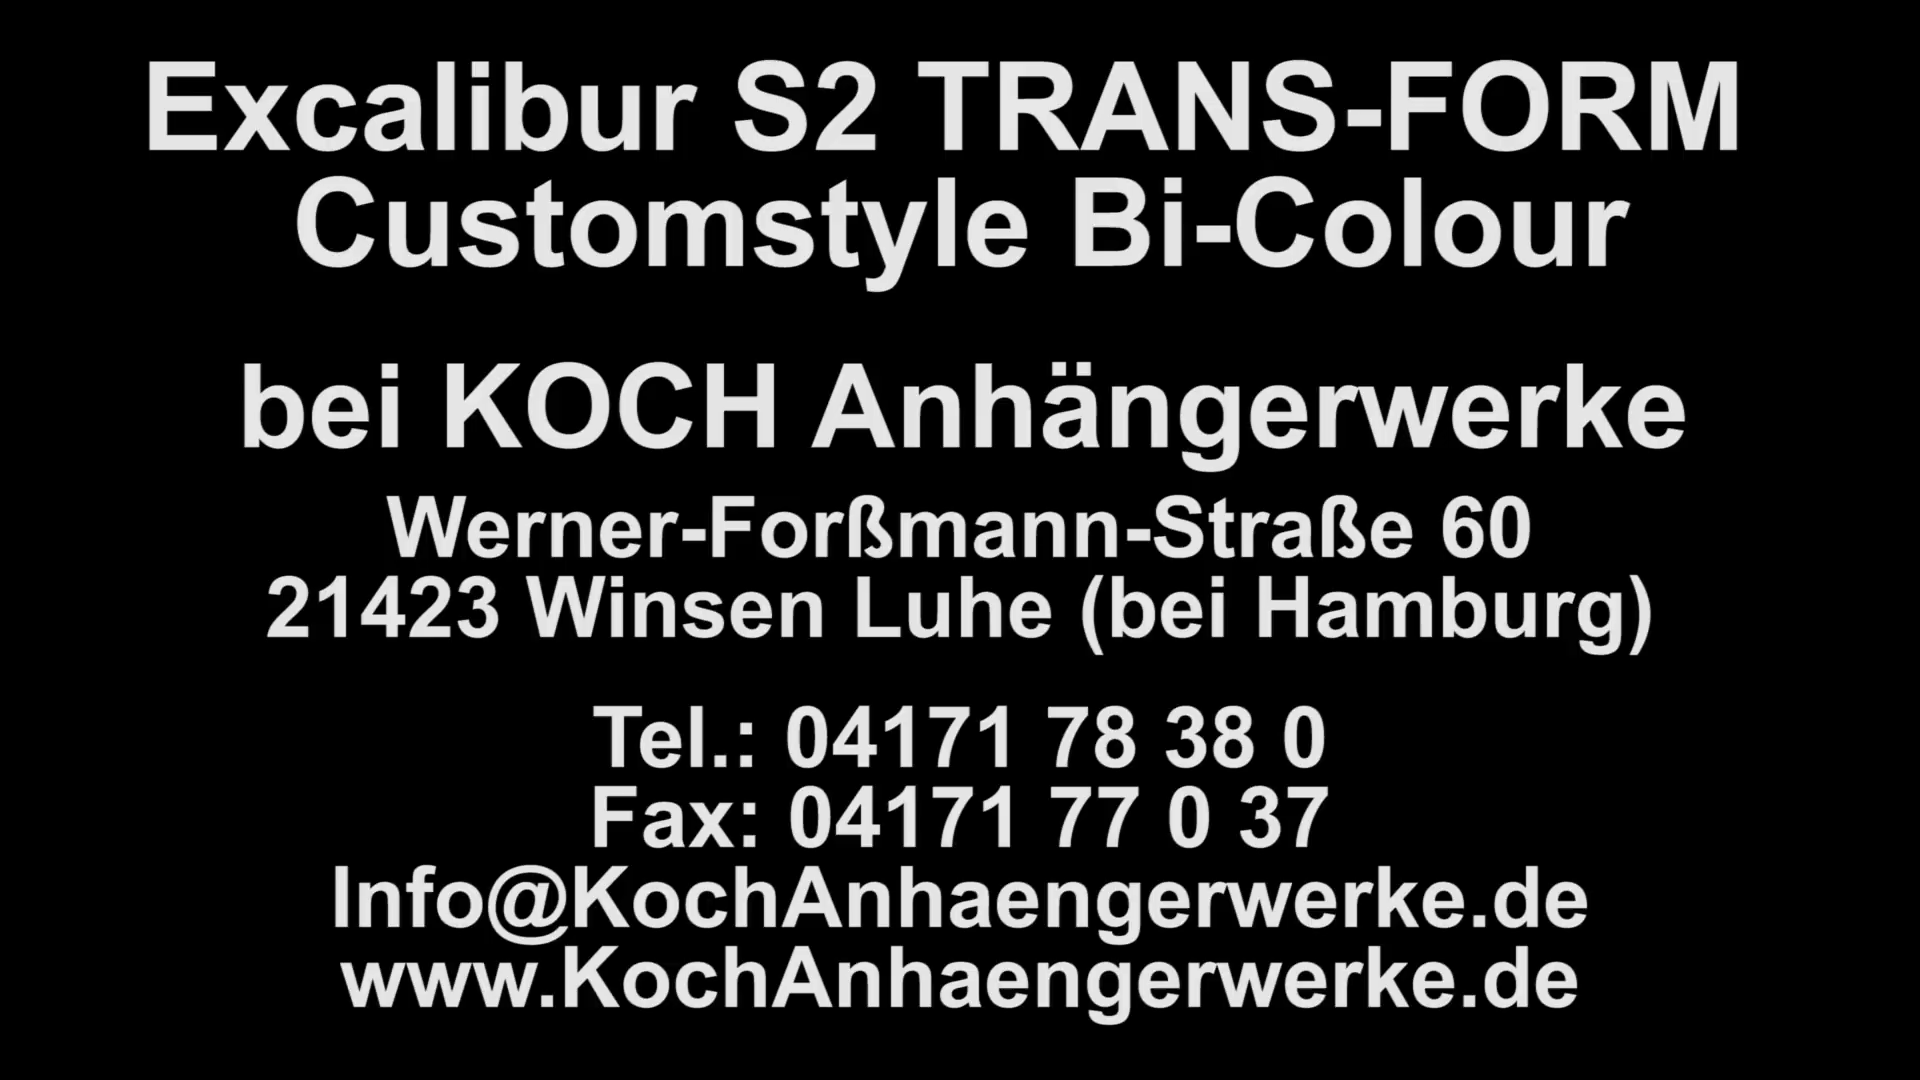 Excalibur S2 TRANS-FORM
Customstyle Bi-Colour
bei KOCH Anhängerwerke
Werner-Forßmann-Straße 60
21423 Winsen Luhe (bei Hamburg)
Tel.: 04171 78 38 0
Fax: 04171 77 0 37
Info@KochAnhaengerwerke.de
www.KochAnhaengerwerke.de